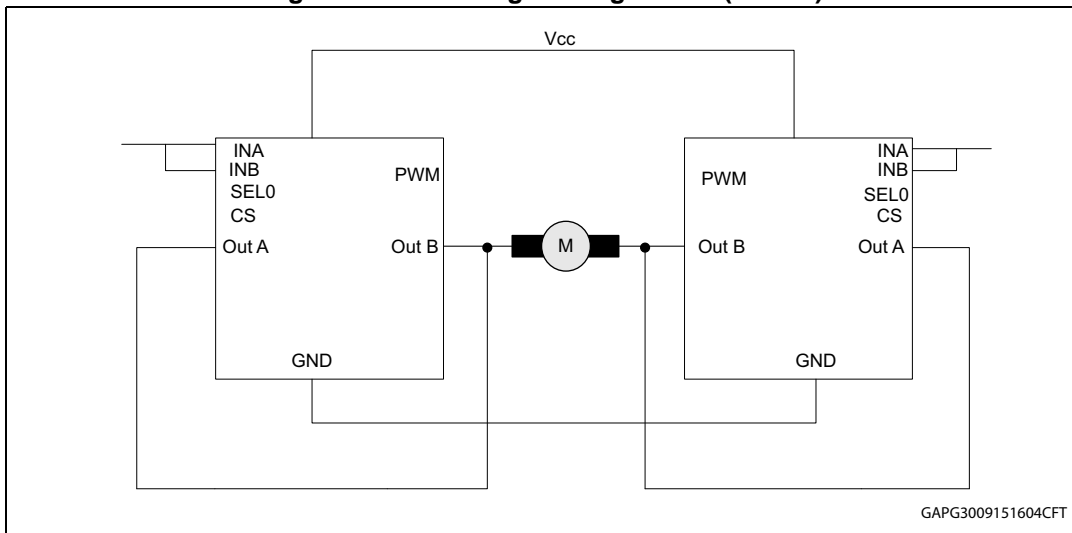 Vcc
INA
INB
SEL0
CS
Out A
PWM
Out B
GND
M
PWM
Out B
INA
INB
SEL0
CS
Out A
GND
GAPG3009151604CFT